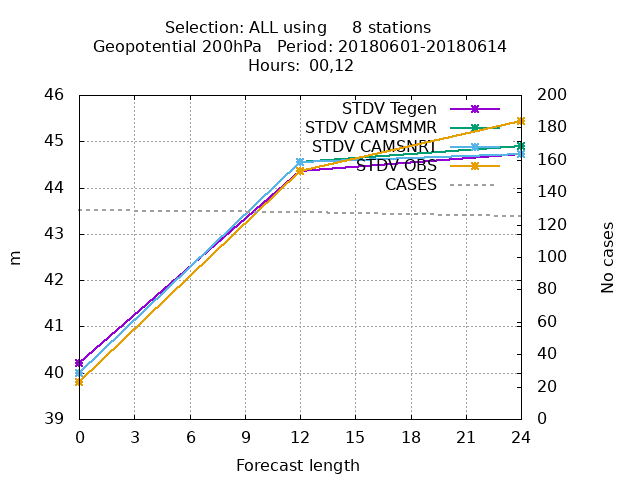 Selection: ALL using     8 stations
Geopotential 200hPa   Period: 20180601-20180614
Hours:  00,12
STDV Tegen
STDV CAMSMMR
STDV CAMSNRT
STDV OBS
CASES
46
45
44
43
42
41
40
39
200
180
160
140
120
100
80
60
40
20
0
m
No cases
0 3 6 9 12 15 18 21 24
Forecast length